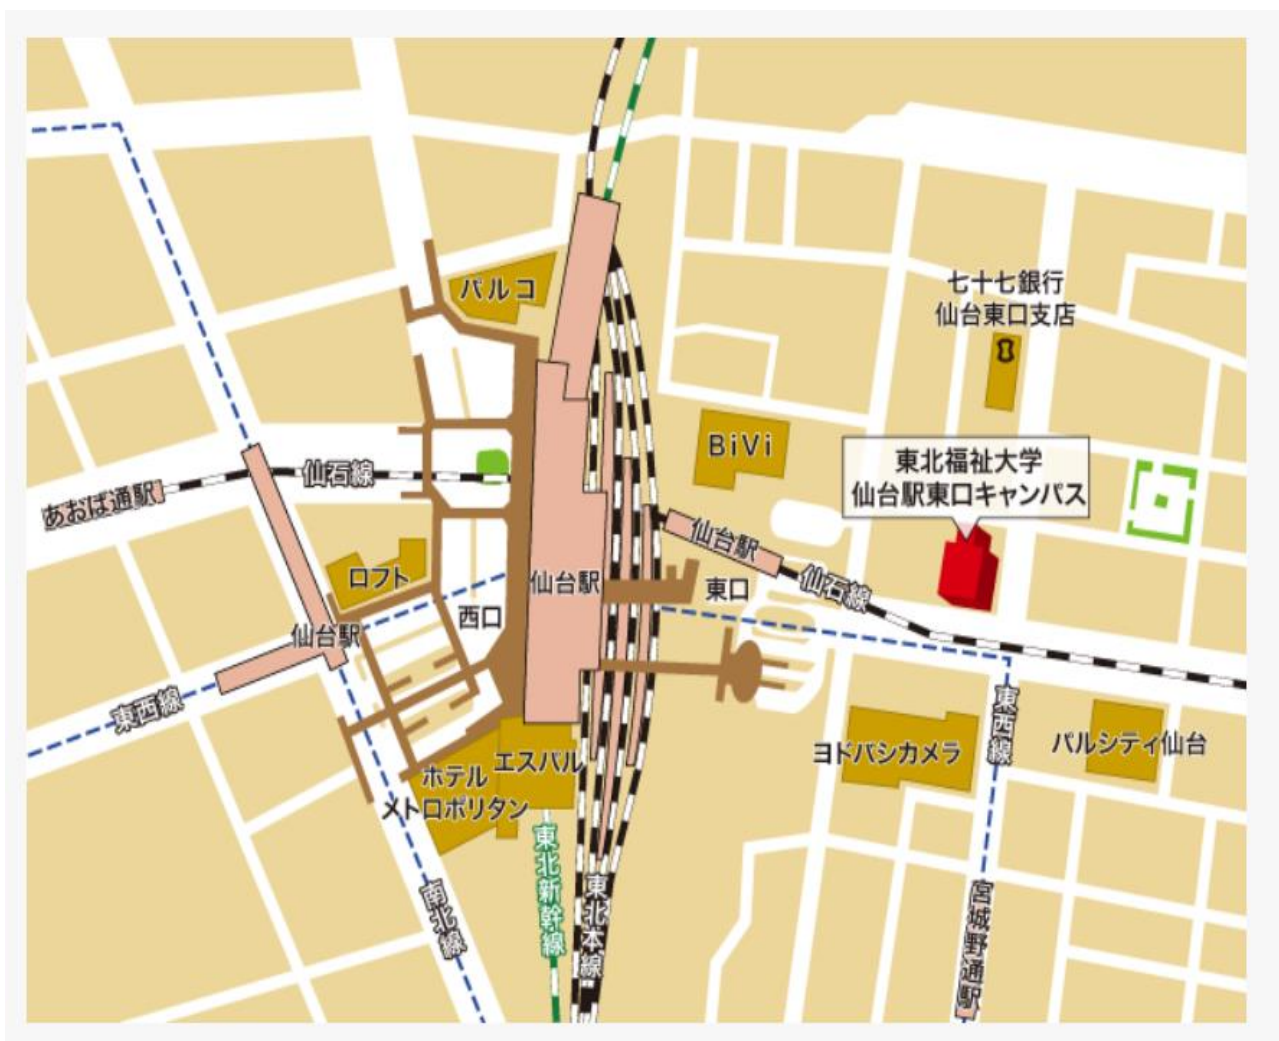 パルコ
七十七銀行
仙台東口支店
BiVi
東北福祉大学
仙台駅東口キャンパス
仙石線
あおば通駅
仙台駅
仙石線
ロフト
仙台駅
東口
西口
仙台駅
東西線
東西線
ヨドバシカメラ
パルシティ仙台
エスパル
ホテル
メトロポリタン
東北新幹線
東北本線
南北線
宮城野通駅